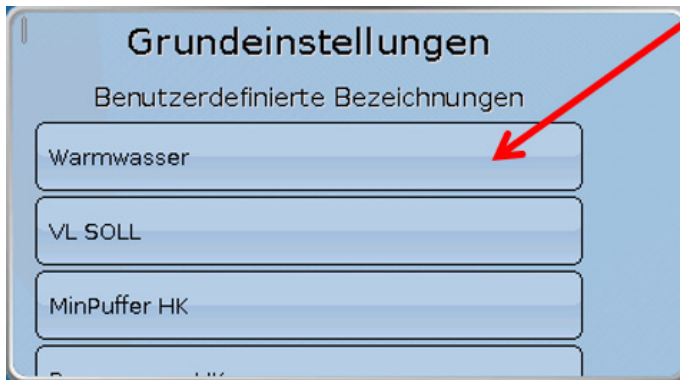 Grundeinstellungen
Benutzerdefinierte Bezeichnungen
Warmwasser
VL SOLL
MinPuffer HK